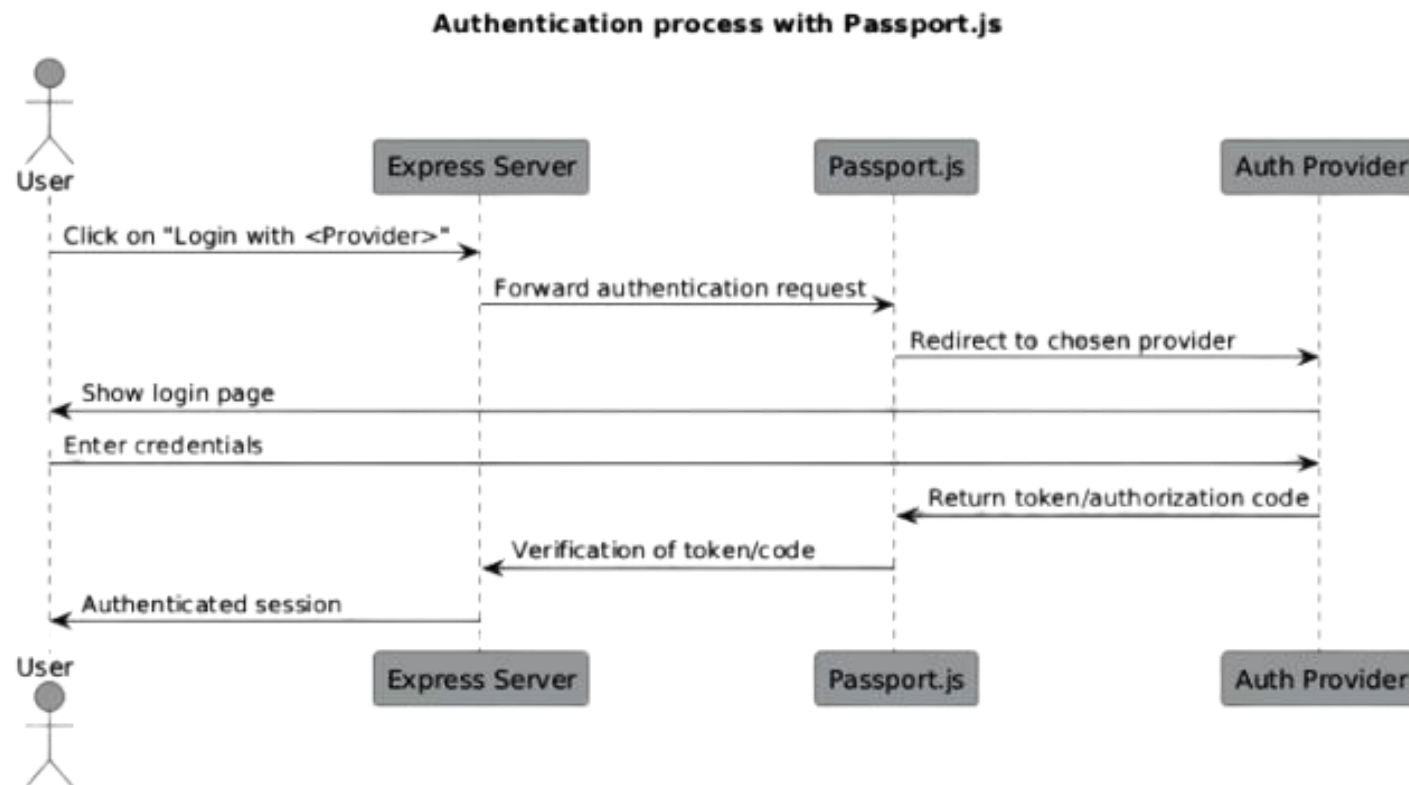 Authentication process with Passport.js
User
Express Server
Passport.js
Auth Provider
Click on "Login with <Provider>"
Forward authentication request
Redirect to chosen provider
Show login page
Enter credentials
Return token/authorization code
Verification of token/code
Authenticated session
User
Express Server
Passport.js
Auth Provider